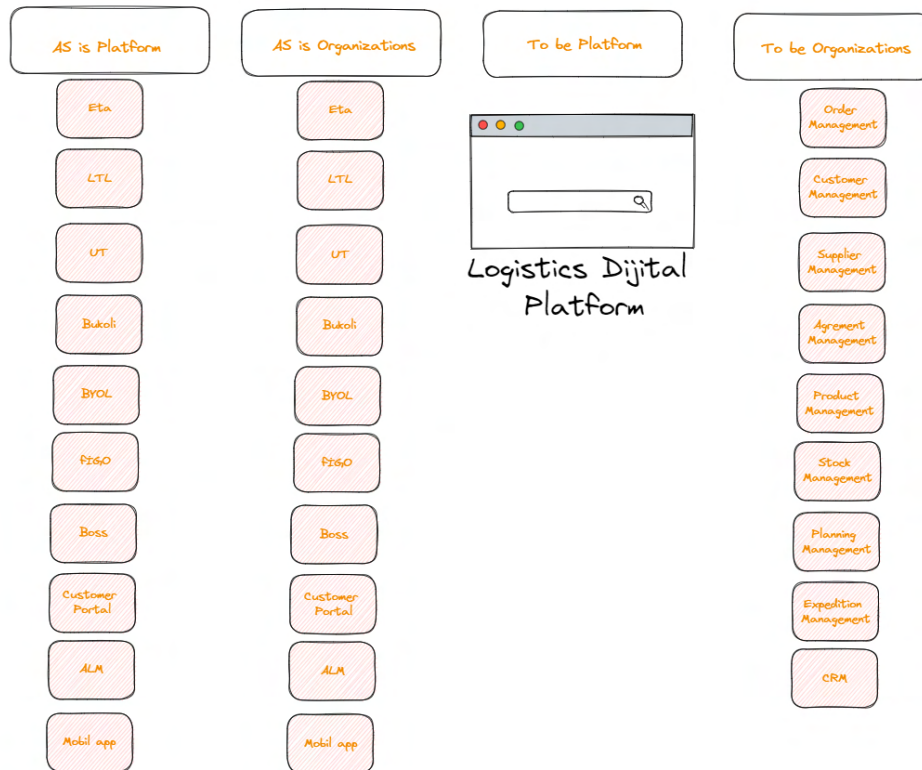 AS is Platform
Eta
LTL
UT
Bukoli
BYOL
fIGO
Boss
Customer
Portal
ALM
Mobil app
AS is Organizations
Eta
LTL
UT
Bukoli
BYOL
fIGO
Boss
Customer
Portal
ALM
Mobil app
To be Platform
Logistics Dijital
Platform
To be Organizations
Order
Management
Customer
Management
Supplier
Management
Agrement
Management
Product
Management
Stock
Management
Planning
Management
Expedition
Management
CRM